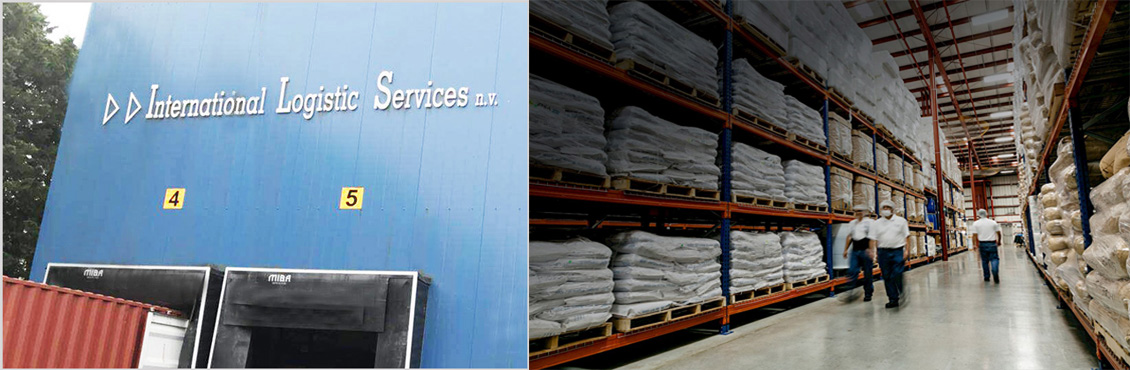 International Logistic Services n.v.
4 5
MIBA MIBA